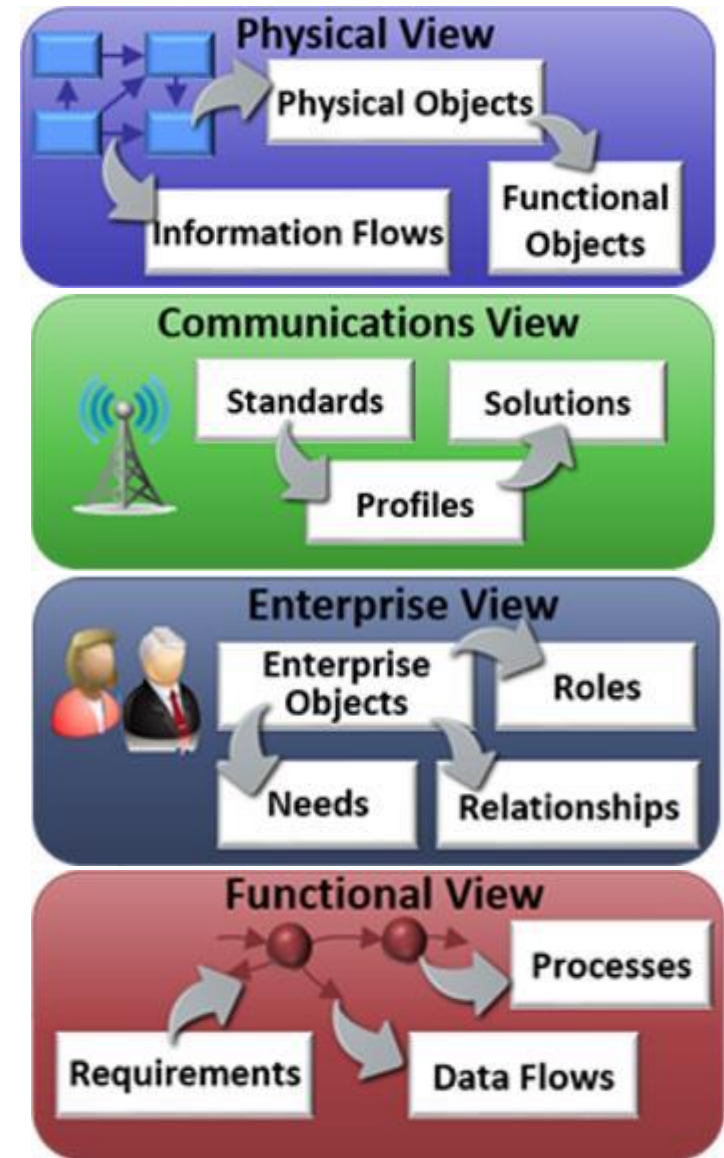 Physical View
Physical Objects
Functional
Objects
Information Flows
Communications View
Standards
Solutions
Profiles
Enterprise View
Enterprise
Objects
Roles
Needs
Relationships
Functional View
Processes
Requirements
Data Flows